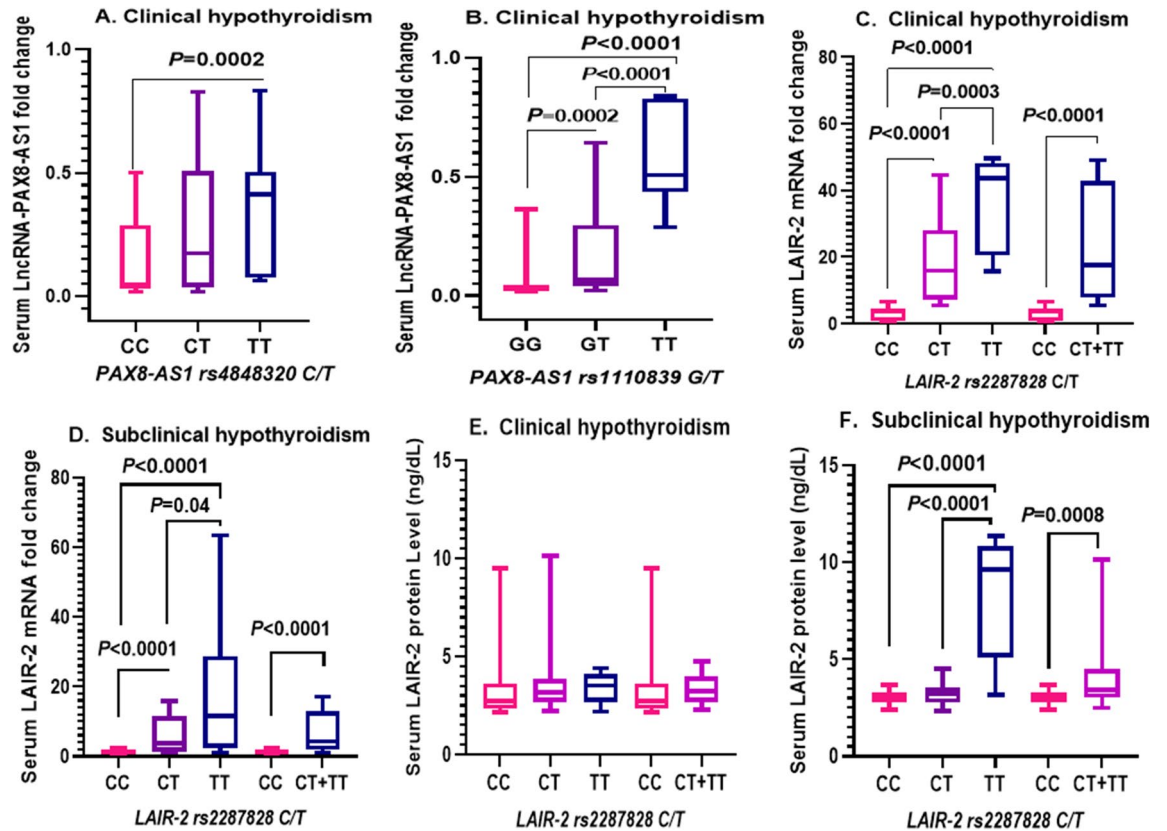 A. Clinical hypothyroidism
Serum LncRNA-PAX8-AS1 fold change
1.0
0.5
0.0
P=0.0002
CC CT TT
PAX8-AS1 rs4848320 C/T
B. Clinical hypothyroidism
Serum LncRNA-PAX8-AS1 fold change
1.0
0.5
0.0
P<0.0001
P<0.0001
P=0.0002
GG GT TT
PAX8-AS1 rs1110839 G/T
C. Clinical hypothyroidism
Serum LAIR-2 mRNA fold change
80
60
40
20
0
P<0.0001
P=0.0003
P<0.0001
P<0.0001
CC CT TT CC CT+TT
LAIR-2 rs2287828 C/T
D. Subclinical hypothyroidism
Serum LAIR-2 mRNA fold change
80
60
40
20
0
P<0.0001
P=0.04
P<0.0001
P<0.0001
CC CT TT CC CT+TT
LAIR-2 rs2287828 C/T
E. Clinical hypothyroidism
Serum LAIR-2 protein Level (ng/dL)
15
10
5
0
CC CT TT CC CT+TT
LAIR-2 rs2287828 C/T
F. Subclinical hypothyroidism
Serum LAIR-2 protein level (ng/dL)
15
10
5
0
P<0.0001
P<0.0001
P=0.0008
CC CT TT CC CT+TT
LAIR-2 rs2287828 C/T